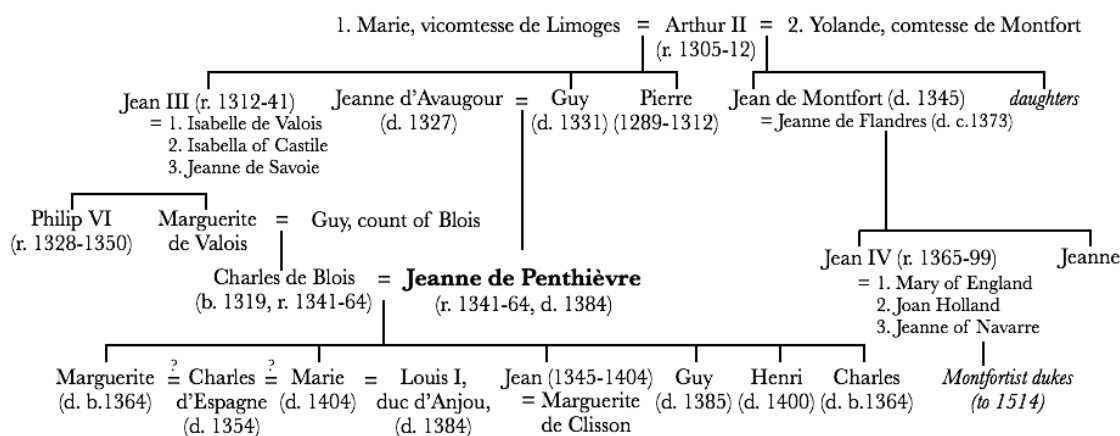 1. Marie, vicomtesse de Limoges = Arthur II = 2. Yolande, comtesse de Montfort
(r. 1305-12)
Jean III (r. 1312-41) Jeanne d'Avaugour = Guy Pierre Jean de Montfort (d. 1345) daughters
= 1. Isabelle de Valois (d. 1327) (d. 1331) (1289-1312) = Jeanne de Flandres (d. c.1373)
2. Isabella of Castile
3. Jeanne de Savoie
Philip VI Marguerite = Guy, count of Blois
(r. 1328-1350) de Valois
Jean IV (r. 1365-99) Jeanne
Charles de Blois = Jeanne de Penthièvre = 1. Mary of England
(b. 1319, r. 1341-64) (r. 1341-64, d. 1384) 2. Joan Holland
3. Jeanne of Navarre
Marguerite ?= Charles ?= Marie = Louis I, Jean (1345-1404) Guy Henri Charles Montfortist dukes
(d. b.1364) d'Espagne (d. 1404) duc d'Anjou, = Marguerite (d. 1385) (d. 1400) (d. b.1364) (to 1514)
(d. 1354) (d. 1384) de Clisson